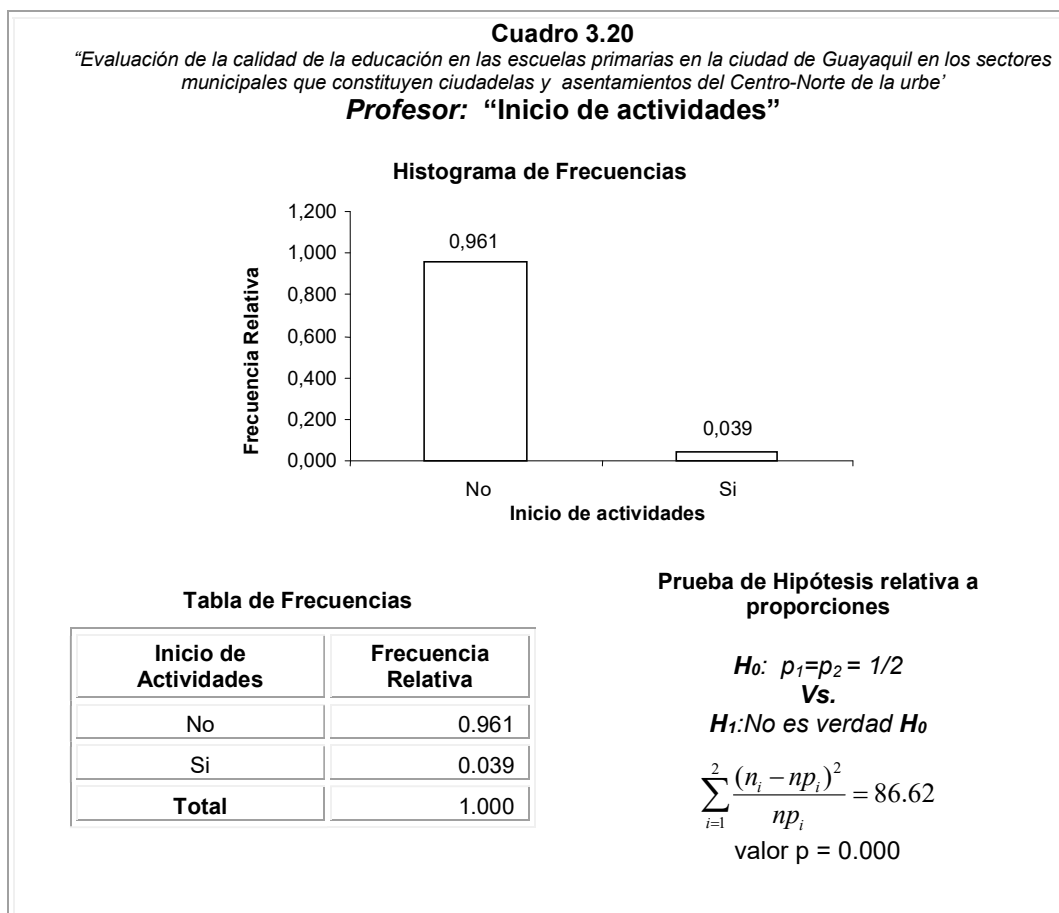 Cuadro 3.20
“Evaluación de la calidad de la educación en las escuelas primarias en la ciudad de Guayaquil en los sectores
municipales que constituyen ciudadelas y asentamientos del Centro-Norte de la urbe’
Profesor: “Inicio de actividades”
Histograma de Frecuencias
Frecuencia Relativa
1,200
1,000
0,800
0,600
0,400
0,200
0,000
0,961
0,039
No Si
Inicio de actividades
Tabla de Frecuencias
Inicio de Actividades Frecuencia Relativa
No 0.961
Si 0.039
Total 1.000
Prueba de Hipótesis relativa a
proporciones
H₀: p₁=p₂ = 1/2
Vs.
H₁:No es verdad H₀
∑_{i=1}^{2} (n_i − np_i)² / np_i = 86.62
valor p = 0.000